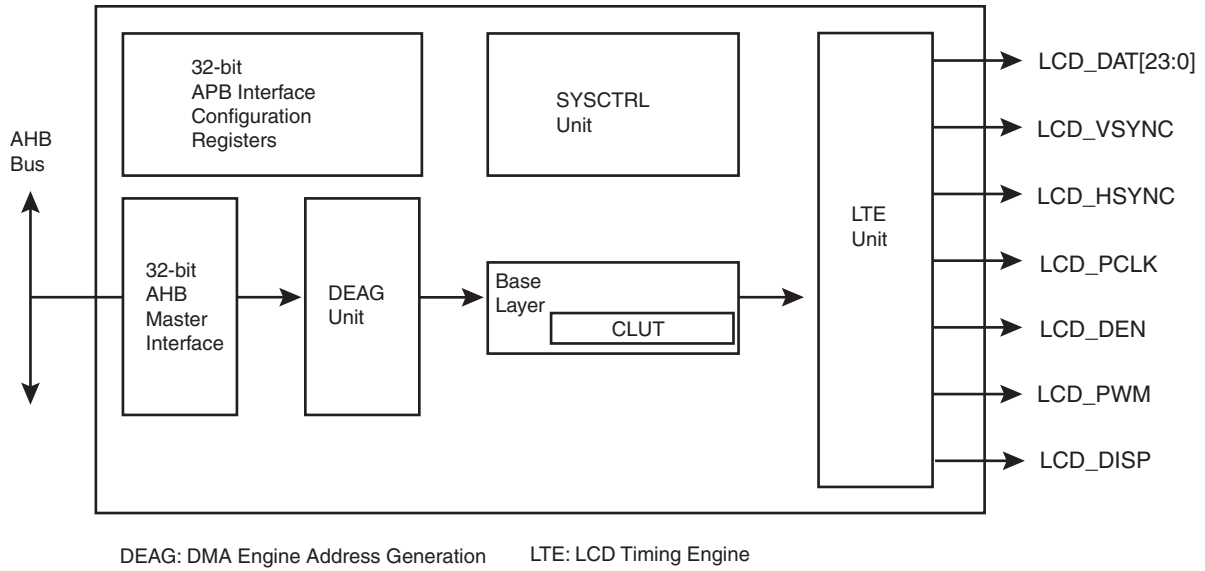 AHB
Bus
32-bit
APB Interface
Configuration
Registers
SYSCTRL
Unit
32-bit
AHB
Master
Interface
DEAG
Unit
Base
Layer
CLUT
LTE
Unit
LCD_DAT[23:0]
LCD_VSYNC
LCD_HSYNC
LCD_PCLK
LCD_DEN
LCD_PWM
LCD_DISP
DEAG: DMA Engine Address Generation
LTE: LCD Timing Engine